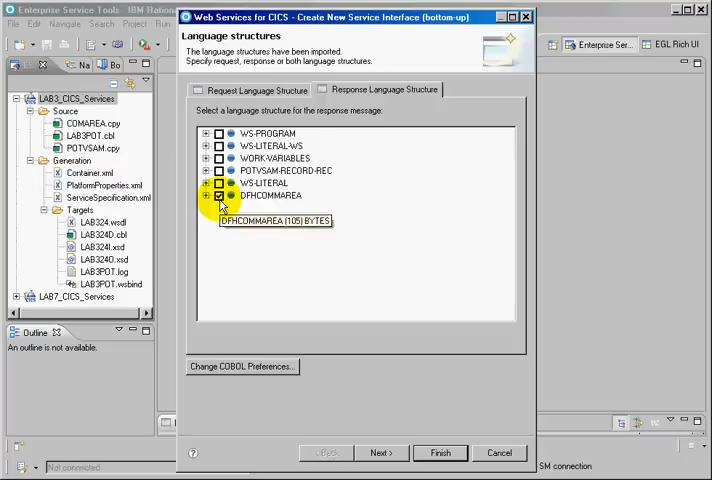 Enterprise Service Tools
IBM Ration
File
Edit
Navigate
Search
Project
Run
Web Services for CICS - Create New Service Interface (bottom-up)
Language structures
The language structures have been imported.
Specify request, response or both language structures.
Enterprise Ser...
EGL Rich UI
Na
Bo
LAB3_CICS_Services
Source
COMAREA.cpy
LAB3POT.cbl
POTVSAM.cpy
Generation
Container.xml
PlatformProperties.xml
ServiceSpecification.xml
Targets
LAB324.wsdl
LAB324D.cbl
LAB324I.xsd
LAB324O.xsd
LAB3POT.log
LAB3POT.wsbind
LAB7_CICS_Services
Outline
An outline is not available.
Request Language Structure
Response Language Structure
Select a language structure for the response message:
WS-PROGRAM
WS-LITERAL-WS
WORK-VARIABLES
POTVSAM-RECORD-REC
WS-LITERAL
DFHCOMMAREA
DFHCOMMAREA (105) BYTES
Change COBOL Preferences...
< Back
Next >
Finish
Cancel
Not connected
SM connection